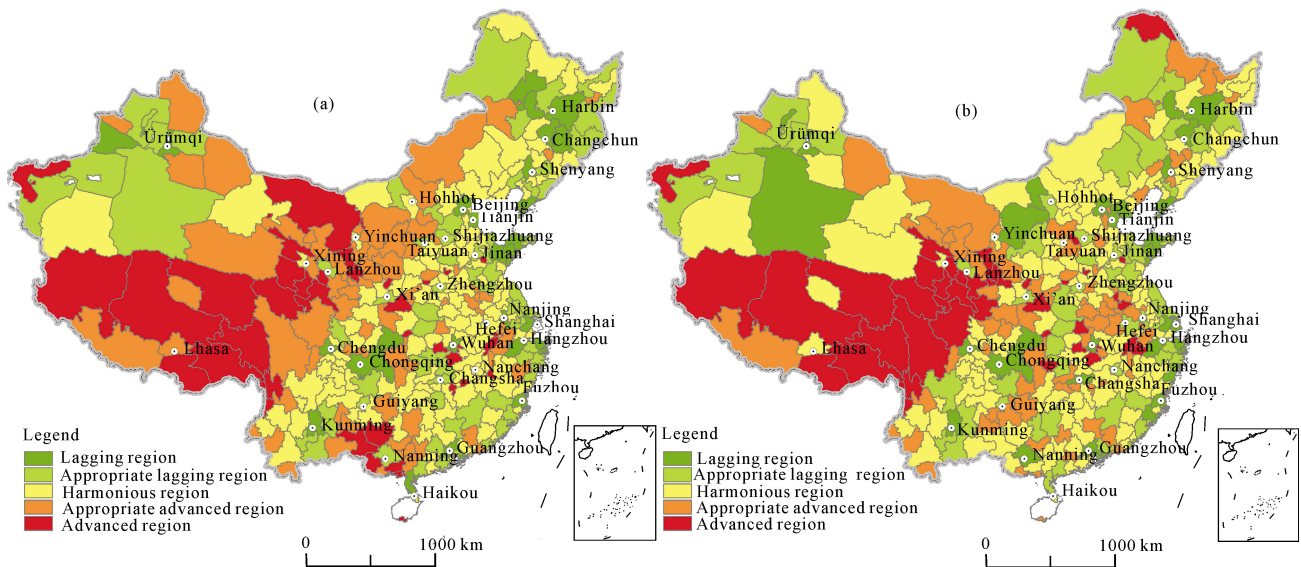 (a)
Harbin
Ürümqi
Changchun
Shenyang
Hohhot
Beijing
Tianjin
Yinchuan
Shijiazhuang
Taiyuan
Jinan
Xining
Lanzhou
Zhengzhou
Xi'an
Nanjing
Shanghai
Hefei
Hangzhou
Wuhan
Chengdu
Lhasa
Chongqing
Nanchang
Changsha
Fuzhou
Guiyang
Kunming
Guangzhou
Nanning
Haikou
Legend
Lagging region
Appropriate lagging region
Harmonious region
Appropriate advanced region
Advanced region
0 1000 km
(b)
Harbin
Ürümqi
Changchun
Shenyang
Hohhot
Beijing
Tianjin
Yinchuan
Shijiazhuang
Taiyuan
Jinan
Xining
Lanzhou
Zhengzhou
Xi'an
Nanjing
Shanghai
Hefei
Hangzhou
Wuhan
Chengdu
Lhasa
Chongqing
Nanchang
Changsha
Fuzhou
Guiyang
Kunming
Guangzhou
Nanning
Haikou
Legend
Lagging region
Appropriate lagging region
Harmonious region
Appropriate advanced region
Advanced region
0 1000 km